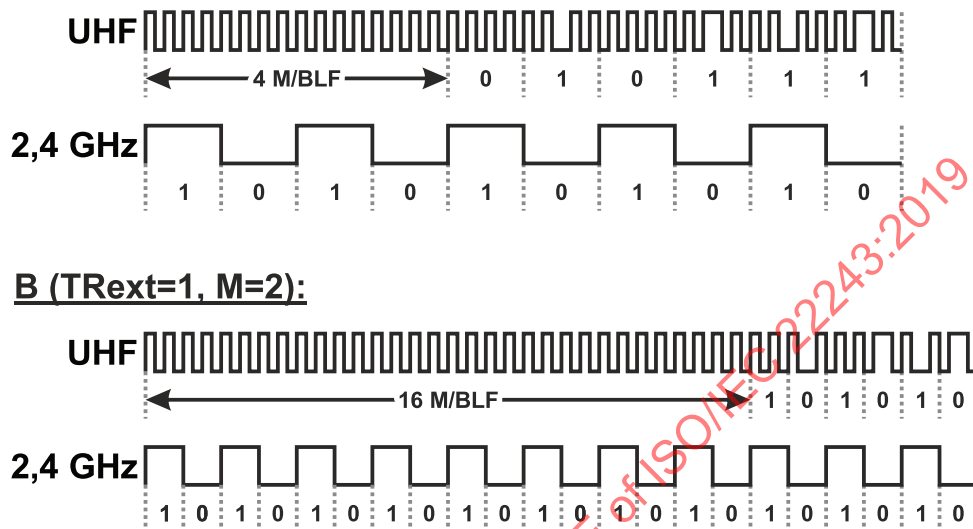 UHF
4 M/BLF 0 1 0 1 1 1
2,4 GHz
1 0 1 0 1 0 1 0 1 0
B (TRext=1, M=2):
UHF
16 M/BLF 1 0 1 0 1 0
2,4 GHz
1 0 1 0 1 0 1 0 1 0 1 0 1 0 1 0 1 0 1 0 1 0
of ISO/IEC 22243:2019